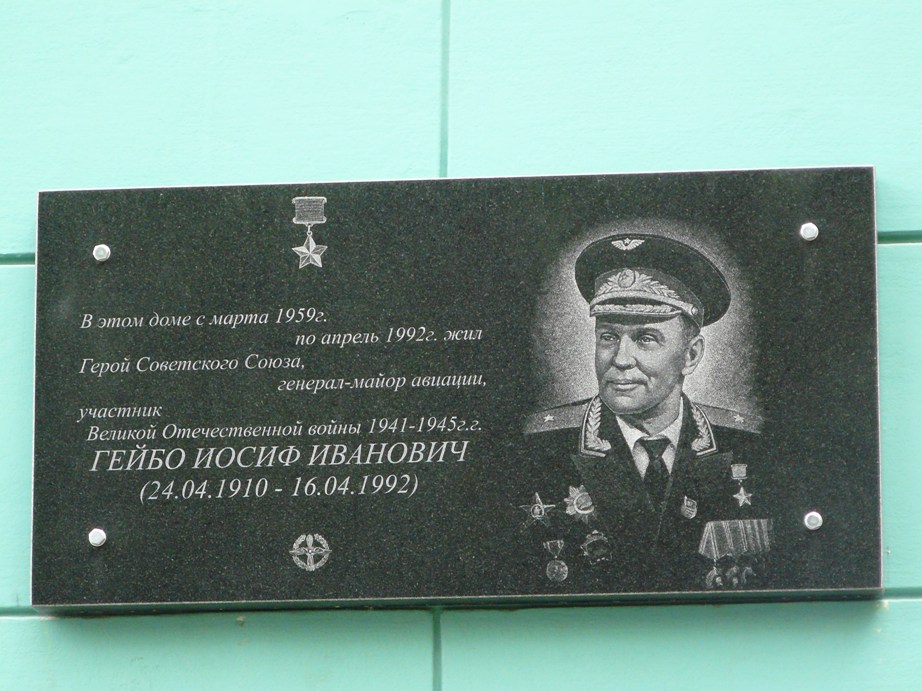 В этом доме с марта 1959г.
по апрель 1992г. жил
Герой Советского Союза,
генерал-майор авиации,
участник
Великой Отечественной войны 1941-1945г.г.
ГЕЙБО ИОСИФ ИВАНОВИЧ
(24.04.1910 - 16.04.1992)